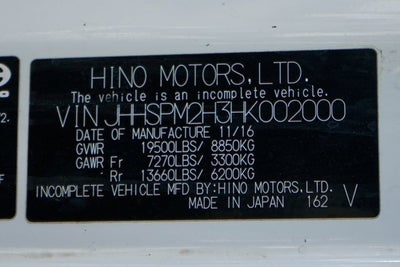 HINO MOTORS,LTD.
The vehicle is an incomplete vehicle.
VIN JHHSPM2H3HK002000
DATE OF MANUFACTURE 11/16
GVWR 19500LBS/ 8850KG
GAWR Fr 7270LBS/ 3300KG
Rr 13660LBS/ 6200KG
INCOMPLETE VEHICLE MFD BY:HINO MOTORS,LTD.
MADE IN JAPAN 162 V